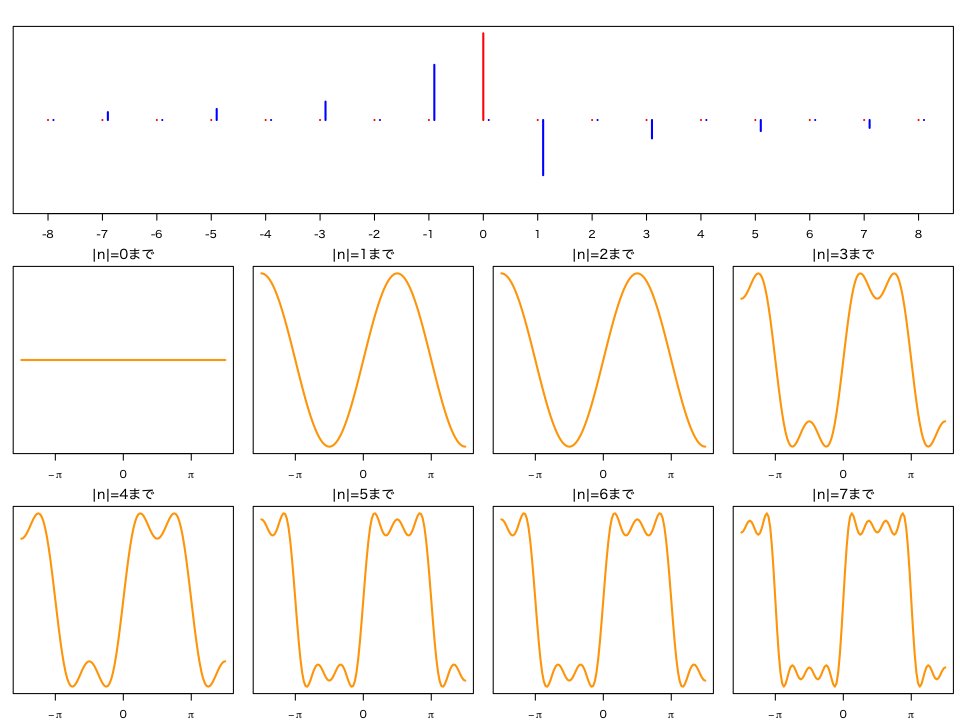 -8 -7 -6 -5 -4 -3 -2 -1 0 1 2 3 4 5 6 7 8
|n|=0まで |n|=1まで |n|=2まで |n|=3まで
-π 0 π -π 0 π -π 0 π -π 0 π
|n|=4まで |n|=5まで |n|=6まで |n|=7まで
-π 0 π -π 0 π -π 0 π -π 0 π